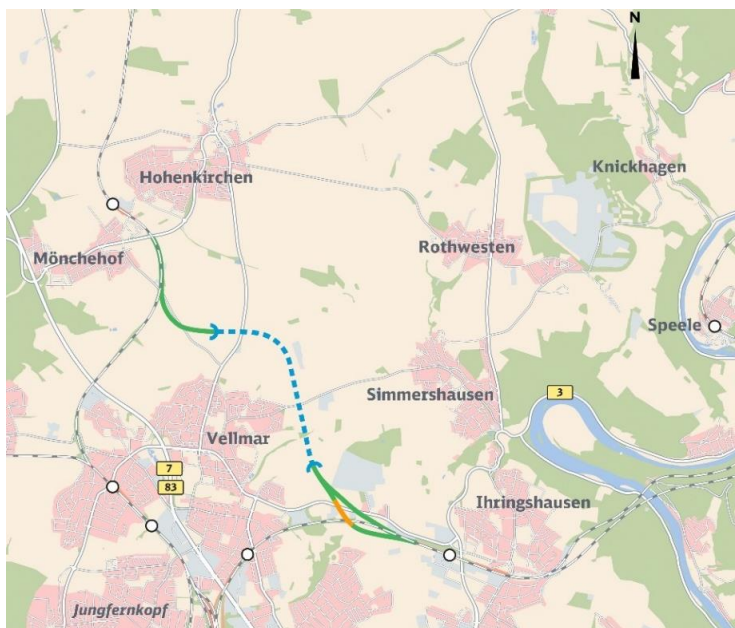 N
Knickhagen
Hohenkirchen
Rothwesten
Mönchehof
Speele
Simmershausen
3
Vellmar
7
83
Ihringshausen
Jungfernkopf